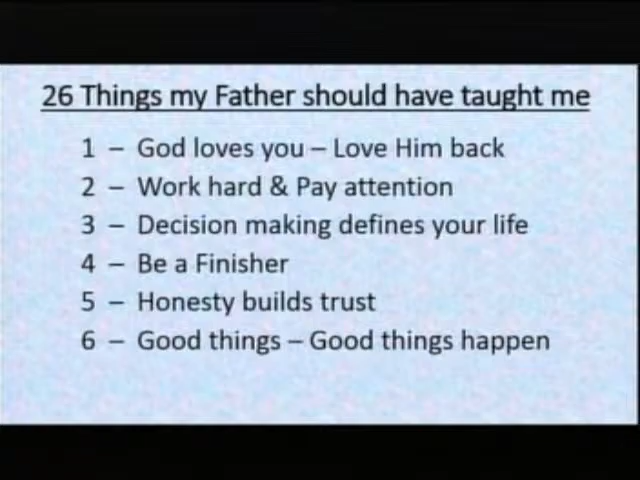 26 Things my Father should have taught me
1 – God loves you – Love Him back
2 – Work hard & Pay attention
3 – Decision making defines your life
4 – Be a Finisher
5 – Honesty builds trust
6 – Good things – Good things happen